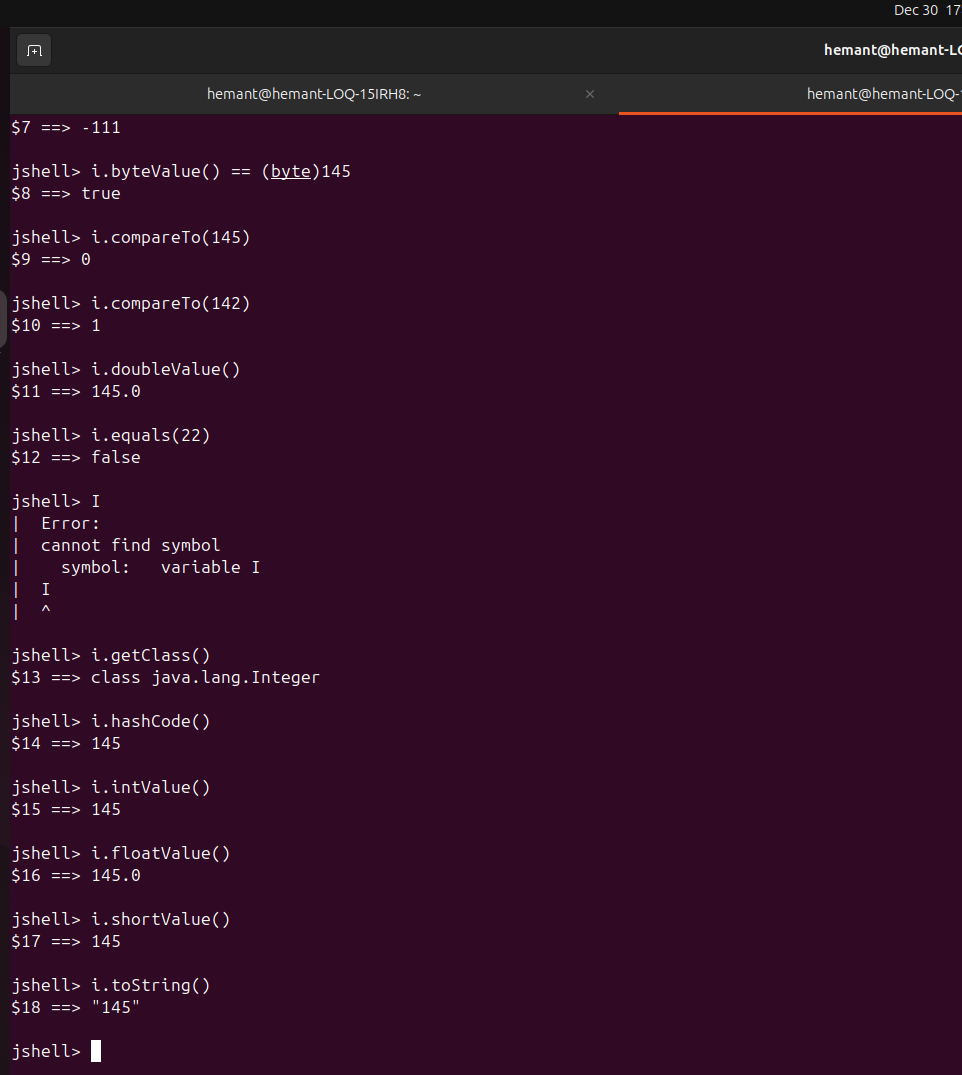 Dec 30 17
hemant@hemant-LO
hemant@hemant-LOQ-15IRH8: ~ ×
hemant@hemant-LOQ-
$7 ==> -111
jshell> i.byteValue() == (byte)145
$8 ==> true
jshell> i.compareTo(145)
$9 ==> 0
jshell> i.compareTo(142)
$10 ==> 1
jshell> i.doubleValue()
$11 ==> 145.0
jshell> i.equals(22)
$12 ==> false
jshell> I
|  Error:
|  cannot find symbol
|    symbol:   variable I
|  I
|  ^
jshell> i.getClass()
$13 ==> class java.lang.Integer
jshell> i.hashCode()
$14 ==> 145
jshell> i.intValue()
$15 ==> 145
jshell> i.floatValue()
$16 ==> 145.0
jshell> i.shortValue()
$17 ==> 145
jshell> i.toString()
$18 ==> "145"
jshell>